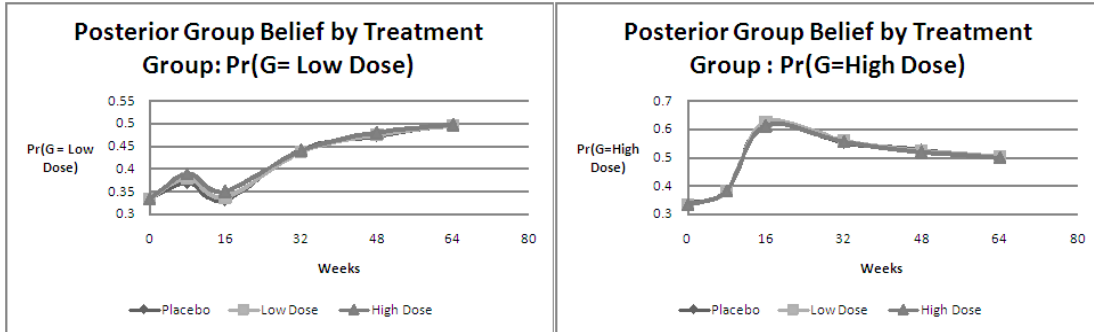 Posterior Group Belief by Treatment
Group: Pr(G= Low Dose)
0.55
0.5
0.45
0.4
0.35
0.3
Pr(G = Low
Dose)
0 16 32 48 64 80
Weeks
Placebo Low Dose High Dose
Posterior Group Belief by Treatment
Group : Pr(G=High Dose)
0.7
0.6
0.5
0.4
0.3
Pr(G=High
Dose)
0 16 32 48 64 80
Weeks
Placebo Low Dose High Dose